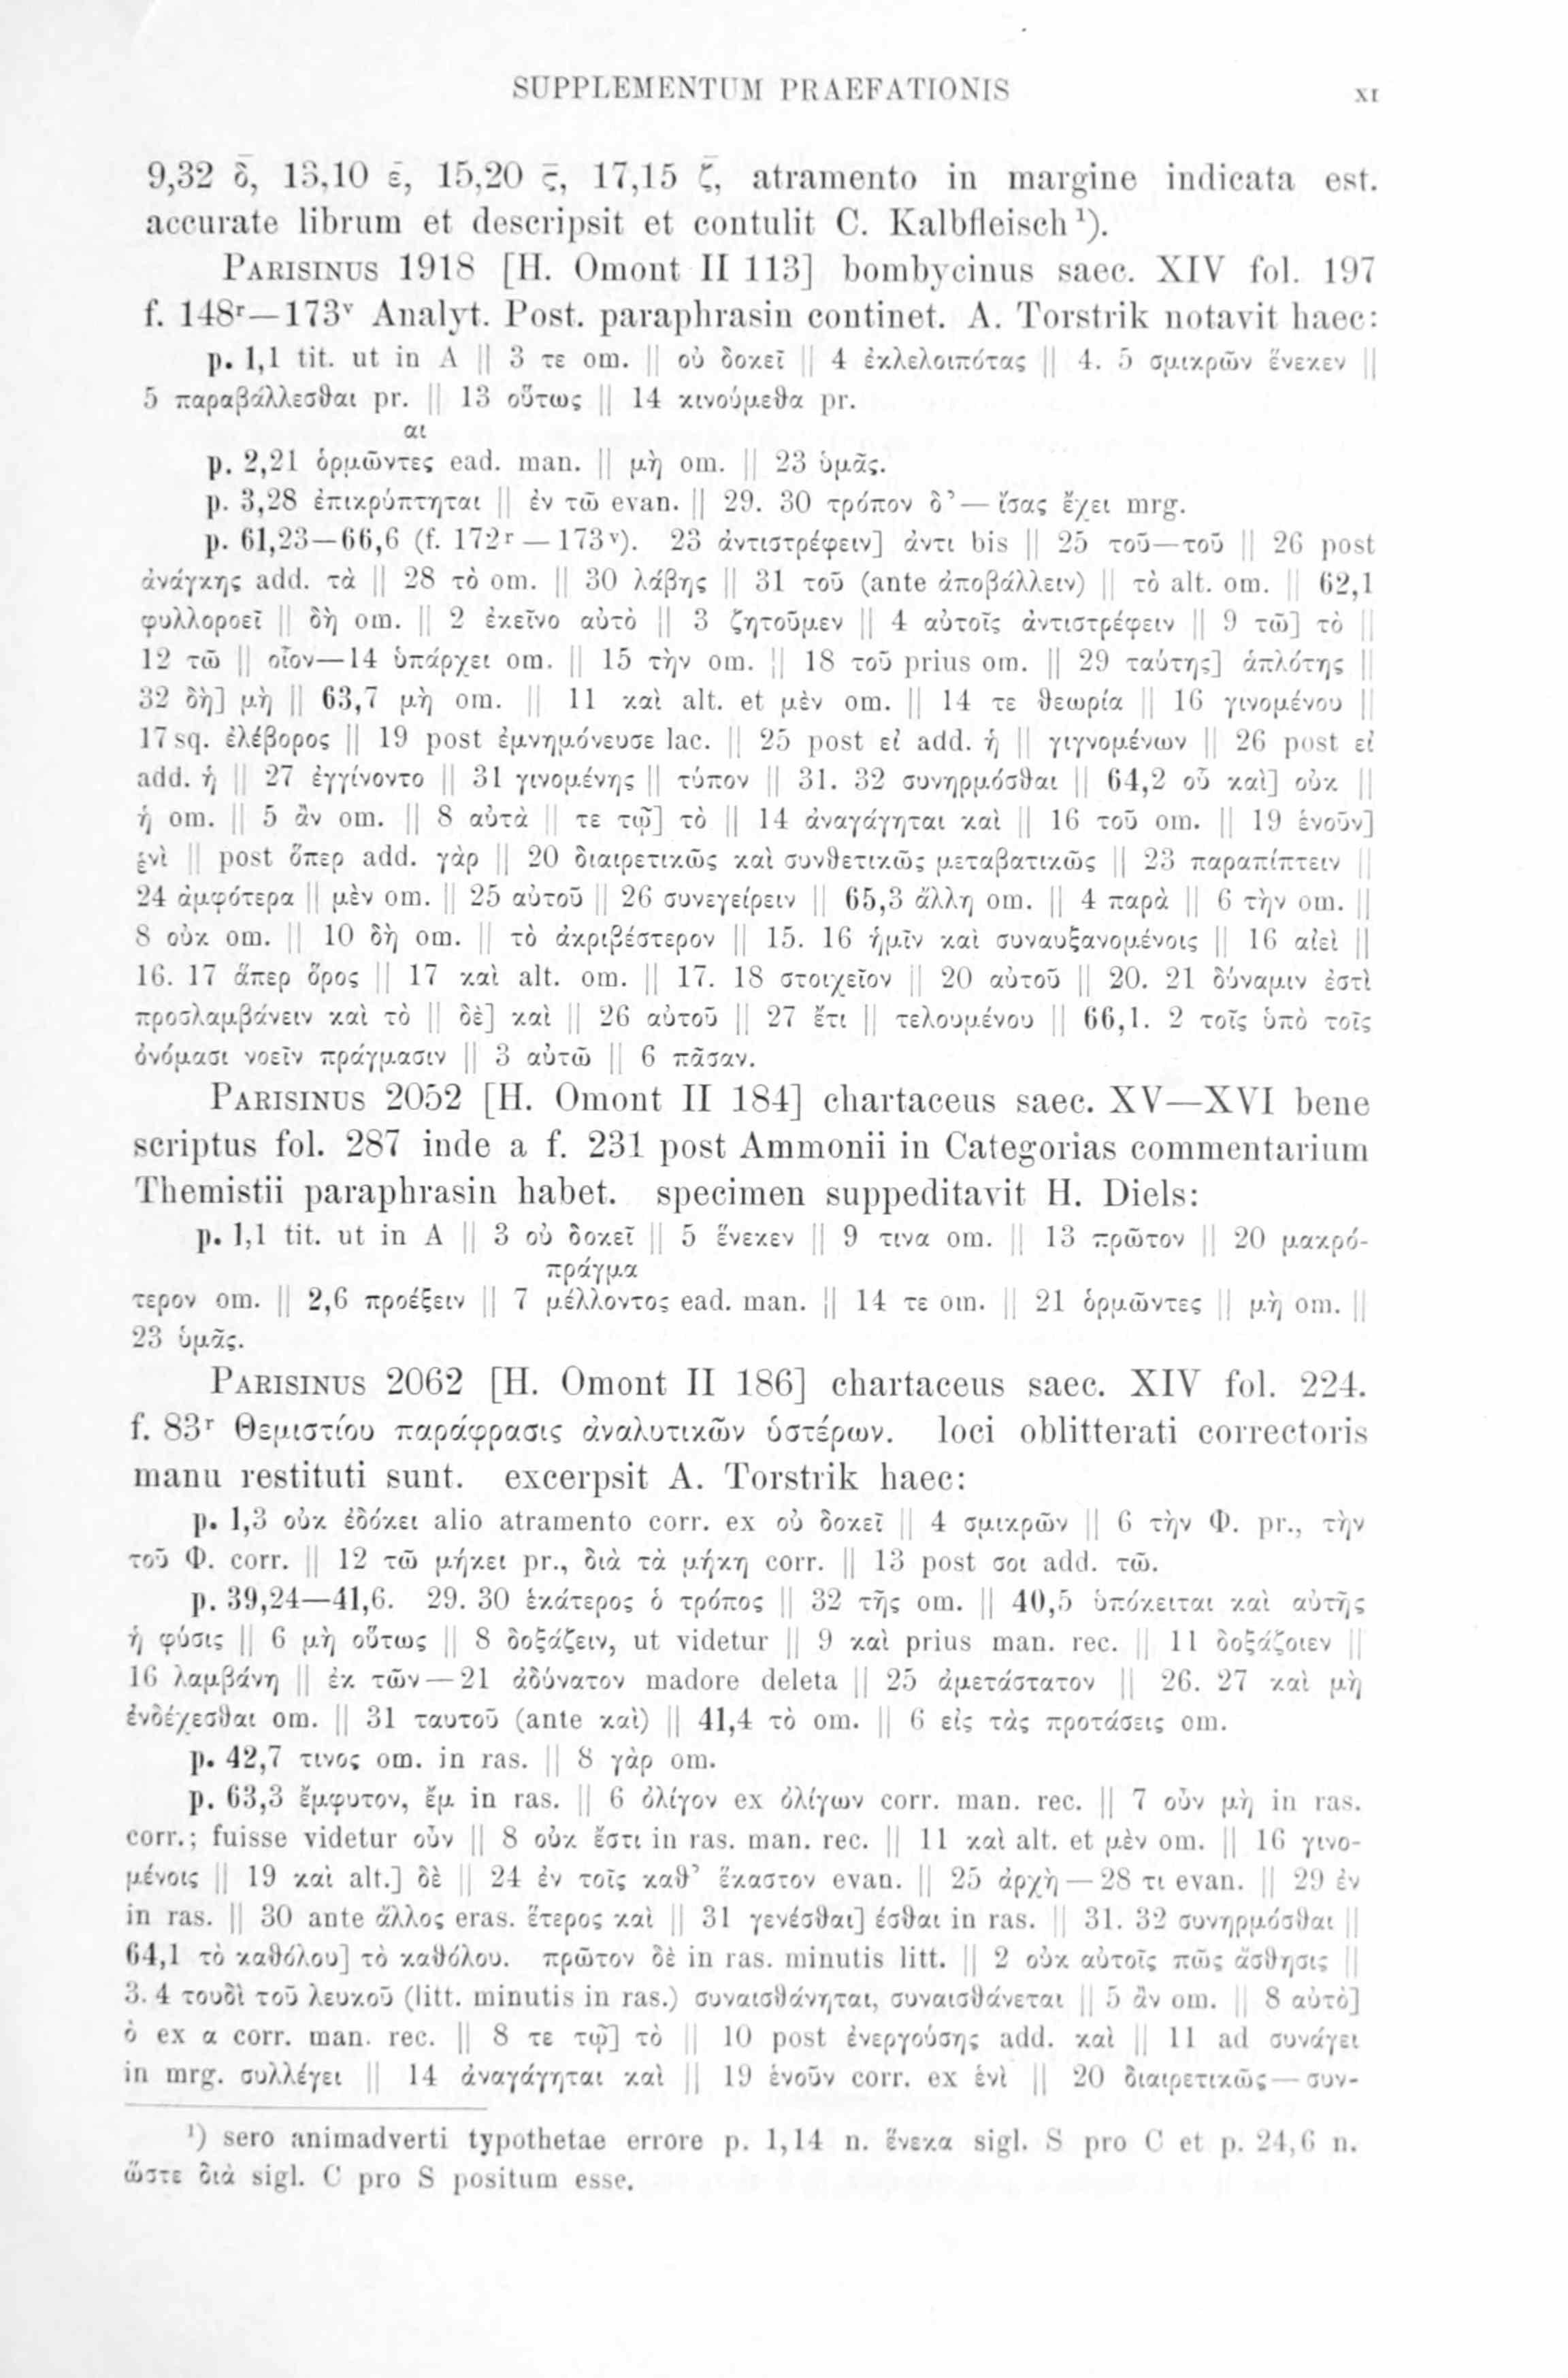 SUPPLEMENTUM PRAEFATIONIS XI
9,32 δ̄, 13,10 ε̄, 15,20 ϛ̄, 17,15 ζ̄, atramento in margine indicata est.
accurate librum et descripsit et contulit C. Kalbfleisch ¹).
PARISINUS 1918 [H. Omont II 113] bombycinus saec. XIV fol. 197
f. 148ʳ—173ᵛ Analyt. Post. paraphrasin continet. A. Torstrik notavit haec:
p. 1,1 tit. ut in A || 3 τε om. || οὐ δοκεῖ || 4 ἐκλελοιπότας || 4. 5 σμικρῶν ἕνεκεν ||
5 παραβάλλεσθαι pr. || 13 οὕτως || 14 κινούμεθα pr.
αι
p. 2,21 ὁρμῶντες ead. man. || μὴ om. || 23 ὑμᾶς.
p. 3,28 ἐπικρύπτηται || ἐν τῶ evan. || 29. 30 τρόπον δ’ — ἴσας ἔχει mrg.
p. 61,23—66,6 (f. 172ʳ — 173ᵛ). 23 ἀντιστρέφειν] ἀντι bis || 25 τοῦ—τοῦ || 26 post
ἀνάγκης add. τὰ || 28 τὸ om. || 30 λάβης || 31 τοῦ (ante ἀποβάλλειν) || τὸ alt. om. || 62,1
φυλλοροεῖ || δὴ om. || 2 ἐκεῖνο αὐτὸ || 3 ζητοῦμεν || 4 αὐτοῖς ἀντιστρέφειν || 9 τῶ] τὸ ||
12 τῶ || οἷον—14 ὑπάρχει om. || 15 τὴν om. || 18 τοῦ prius om. || 29 ταύτης] ἁπλότης ||
32 δὴ] μὴ || 63,7 μὴ om. || 11 καὶ alt. et μὲν om. || 14 τε θεωρία || 16 γινομένου ||
17 sq. ἐλέβορος || 19 post ἐμνημόνευσε lac. || 25 post εἰ add. ἡ || γιγνομένων || 26 post εἰ
add. ἡ || 27 ἐγγίνοντο || 31 γινομένης || τύπον || 31. 32 συνηρμόσθαι || 64,2 οὗ καὶ] οὐκ ||
ἡ om. || 5 ἂν om. || 8 αὐτὰ || τε τῷ] τὸ || 14 ἀναγάγηται καὶ || 16 τοῦ om. || 19 ἑνοῦν]
ἑνὶ || post ὅπερ add. γὰρ || 20 διαιρετικῶς καὶ συνθετικῶς μεταβατικῶς || 23 παραπίπτειν ||
24 ἀμφότερα || μὲν om. || 25 αὐτοῦ || 26 συνεγείρειν || 65,3 ἄλλη om. || 4 παρὰ || 6 τὴν om. ||
8 οὐκ om. || 10 δὴ om. || τὸ ἀκριβέστερον || 15. 16 ἡμῖν καὶ συναυξανομένοις || 16 αἰεὶ ||
16. 17 ἅπερ ὅρος || 17 καὶ alt. om. || 17. 18 στοιχεῖον || 20 αὐτοῦ || 20. 21 δύναμιν ἐστὶ
προσλαμβάνειν καὶ τὸ || δὲ] καὶ || 26 αὐτοῦ || 27 ἔτι || τελουμένου || 66,1. 2 τοῖς ὑπὸ τοῖς
ὀνόμασι νοεῖν πράγμασιν || 3 αὐτῶ || 6 πᾶσαν.
PARISINUS 2052 [H. Omont II 184] chartaceus saec. XV—XVI bene
scriptus fol. 287 inde a f. 231 post Ammonii in Categorias commentarium
Themistii paraphrasin habet. specimen suppeditavit H. Diels:
p. 1,1 tit. ut in A || 3 οὐ δοκεῖ || 5 ἕνεκεν || 9 τινα om. || 13 πρῶτον || 20 μακρό-
πράγμα
τερον om. || 2,6 προέξειν || 7 μέλλοντος ead. man. || 14 τε om. || 21 ὁρμῶντες || μὴ om. ||
23 ὑμᾶς.
PARISINUS 2062 [H. Omont II 186] chartaceus saec. XIV fol. 224.
f. 83ʳ Θεμιστίου παράφρασις ἀναλυτικῶν ὑστέρων. loci oblitterati correctoris
manu restituti sunt. excerpsit A. Torstrik haec:
p. 1,3 οὐκ ἐδόκει alio atramento corr. ex οὐ δοκεῖ || 4 σμικρῶν || 6 τὴν Φ. pr., τὴν
τοῦ Φ. corr. || 12 τῶ μήκει pr., διὰ τὰ μήκη corr. || 13 post σοι add. τῶ.
p. 39,24—41,6. 29. 30 ἑκάτερος ὁ τρόπος || 32 τῆς om. || 40,5 ὑπόκειται καὶ αὐτῆς
ἡ φύσις || 6 μὴ οὕτως || 8 δοξάζειν, ut videtur || 9 καὶ prius man. rec. || 11 δοξάζοιεν ||
16 λαμβάνη || ἐκ τῶν — 21 ἀδύνατον madore deleta || 25 ἀμετάστατον || 26. 27 καὶ μὴ
ἐνδέχεσθαι om. || 31 ταυτοῦ (ante καὶ) || 41,4 τὸ om. || 6 εἰς τὰς προτάσεις om.
p. 42,7 τινος om. in ras. || 8 γὰρ om.
p. 63,3 ἔμφυτον, ἔμ in ras. || 6 ὀλίγον ex ὀλίγων corr. man. rec. || 7 οὖν μὴ in ras.
corr.; fuisse videtur οὖν || 8 οὐκ ἔστι in ras. man. rec. || 11 καὶ alt. et μὲν om. || 16 γινο-
μένοις || 19 καὶ alt.] δὲ || 24 ἐν τοῖς καθ’ ἕκαστον evan. || 25 ἀρχὴ — 28 τι evan. || 29 ἐν
in ras. || 30 ante ἄλλος eras. ἕτερος καὶ || 31 γενέσθαι] έσθαι in ras. || 31. 32 συνηρμόσθαι ||
64,1 τὸ καθόλου] τὸ καθόλου. πρῶτον δὲ in ras. minutis litt. || 2 οὐκ αὐτοῖς πῶς ἄσθησις ||
3. 4 τουδὶ τοῦ λευκοῦ (litt. minutis in ras.) συναισθάνηται, συναισθάνεται || 5 ἂν om. || 8 αὐτὸ]
ὸ ex α corr. man. rec. || 8 τε τῷ] τὸ || 10 post ἐνεργούσης add. καὶ || 11 ad συνάγει
in mrg. συλλέγει || 14 ἀναγάγηται καὶ || 19 ἑνοῦν corr. ex ἑνὶ || 20 διαιρετικῶς — συν-
¹) sero animadverti typothetae errore p. 1,14 n. ἕνεκα sigl. S pro C et p. 24,6 n.
ὥστε διὰ sigl. C pro S positum esse.